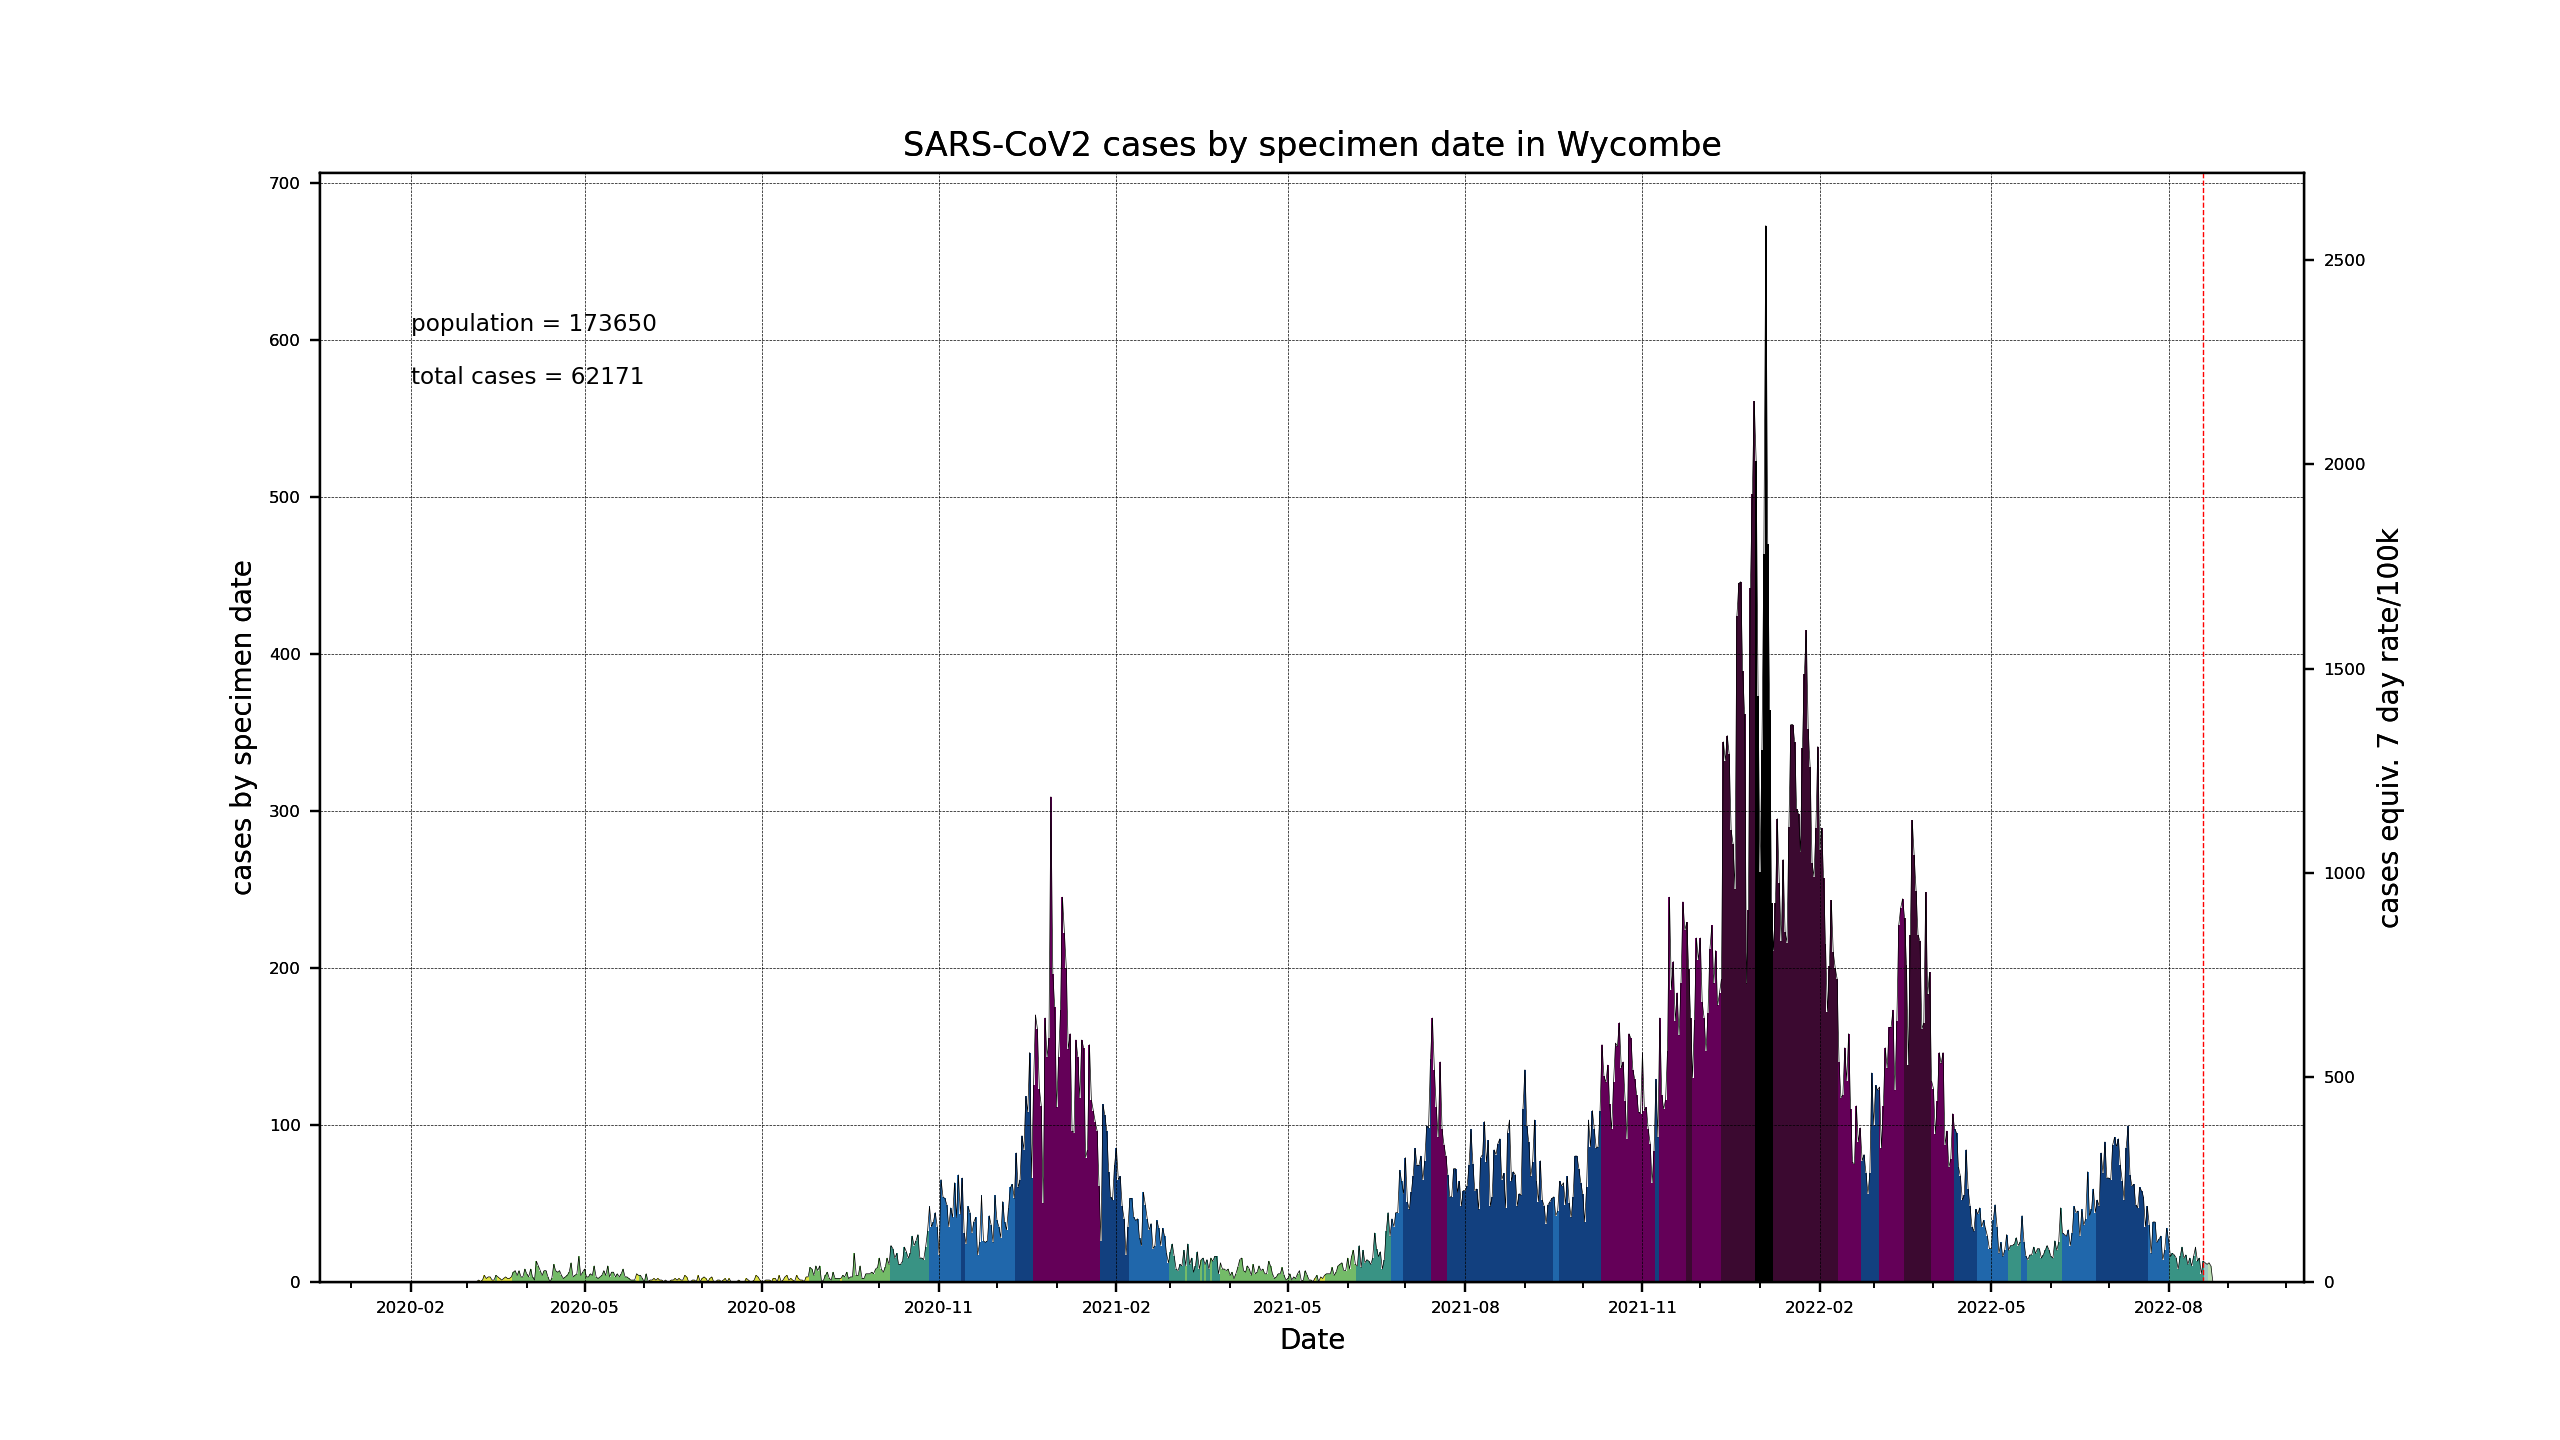 SARS-CoV2 cases by specimen date in Wycombe
population = 173650
total cases = 62171
cases by specimen date
700
600
500
400
300
200
100
0
2500
2000
1500
1000
500
0
cases equiv. 7 day rate/100k
2020-02 2020-05 2020-08 2020-11 2021-02 2021-05 2021-08 2021-11 2022-02 2022-05 2022-08
Date